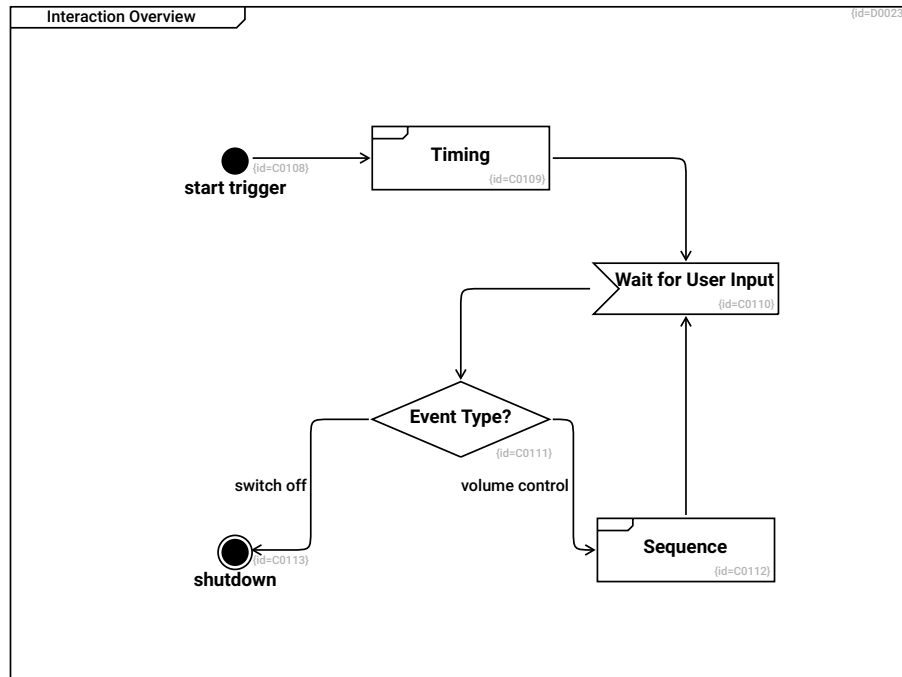 Interaction Overview
{id=D0023
Timing
{id=C0108}
{id=C0109}
start trigger
Wait for User Input
{id=C0110}
Event Type?
{id=C0111}
switch off
volume control
Sequence
{id=C0113}
{id=C0112}
shutdown